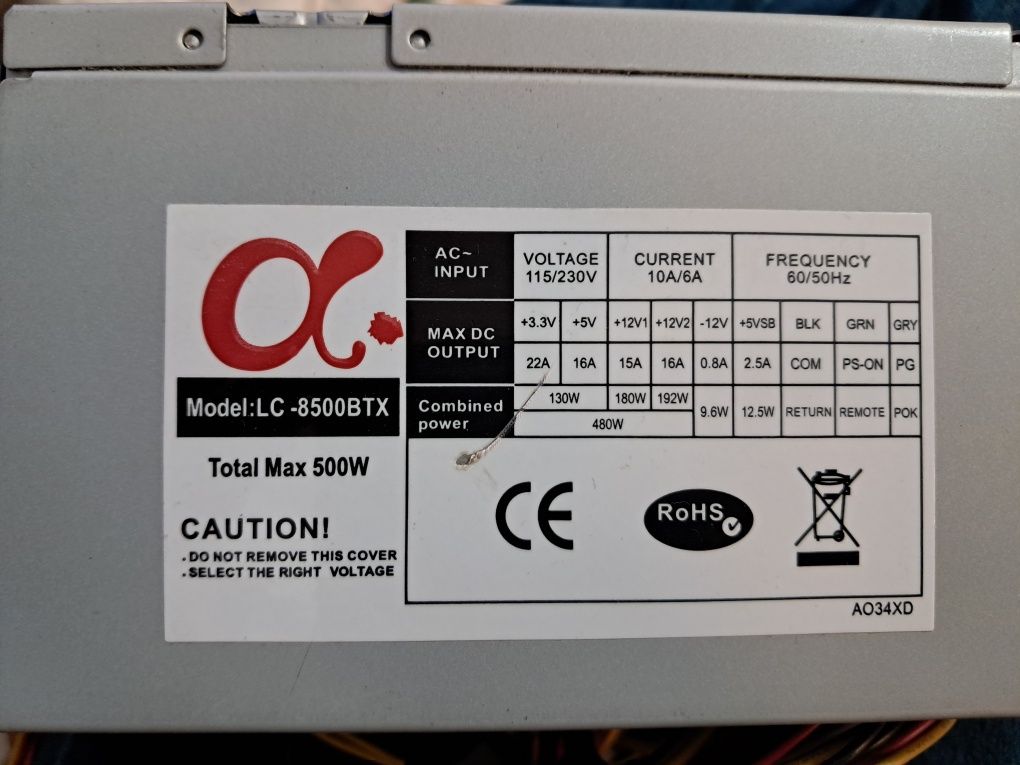 α
Model:LC -8500BTX
Total Max 500W
CAUTION!
.DO NOT REMOVE THIS COVER
.SELECT THE RIGHT VOLTAGE
AC~ INPUT VOLTAGE 115/230V CURRENT 10A/6A FREQUENCY 60/50Hz
MAX DC OUTPUT +3.3V +5V +12V1 +12V2 -12V +5VSB BLK GRN GRY
22A 16A 15A 16A 0.8A 2.5A COM PS-ON PG
Combined power 130W 180W 192W 9.6W 12.5W RETURN REMOTE POK
480W
CE RoHS
AO34XD